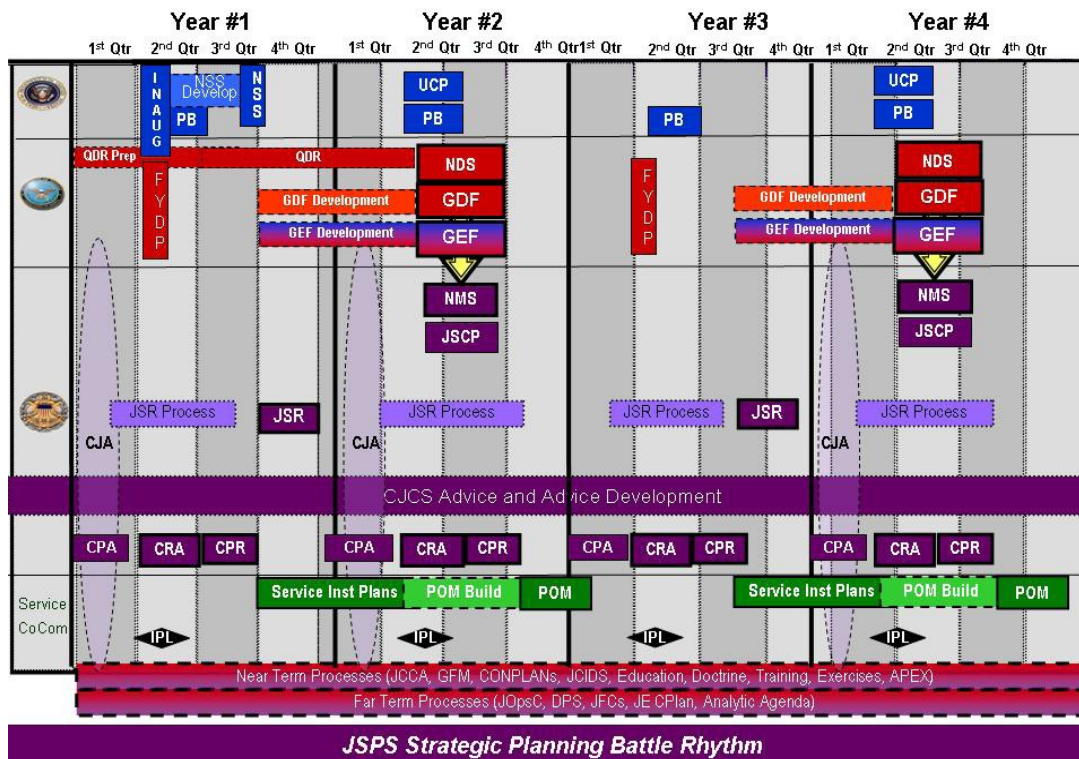 Year #1 Year #2 Year #3 Year #4
1st Qtr 2nd Qtr 3rd Qtr 4th Qtr 1st Qtr 2nd Qtr 3rd Qtr 4th Qtr 1st Qtr 2nd Qtr 3rd Qtr 4th Qtr 1st Qtr 2nd Qtr 3rd Qtr 4th Qtr
INAUG
NSS
Develop
NSS
PB
UCP
PB
PB
UCP
PB
QDR Prep QDR
FYDP
NDS
GDF Development GDF
GEF Development GEF
FYDP
NDS
GDF Development GDF
GEF Development GEF
NMS
JSCP
NMS
JSCP
JSR Process JSR JSR Process JSR Process JSR JSR Process
CJA CJA CJA
CJCS Advice and Advice Development
CPA CRA CPR CPA CRA CPR CPA CRA CPR CPA CRA CPR
Service
CoCom
Service Inst Plans POM Build POM Service Inst Plans POM Build POM
IPL IPL IPL IPL
Near Term Processes (JCCA, GFM, CONPLANs, JCIDS, Education, Doctrine, Training, Exercises, APEX)
Far Term Processes (JOpsC, DPS, JFCs, JE CPlan, Analytic Agenda)
JSPS Strategic Planning Battle Rhythm